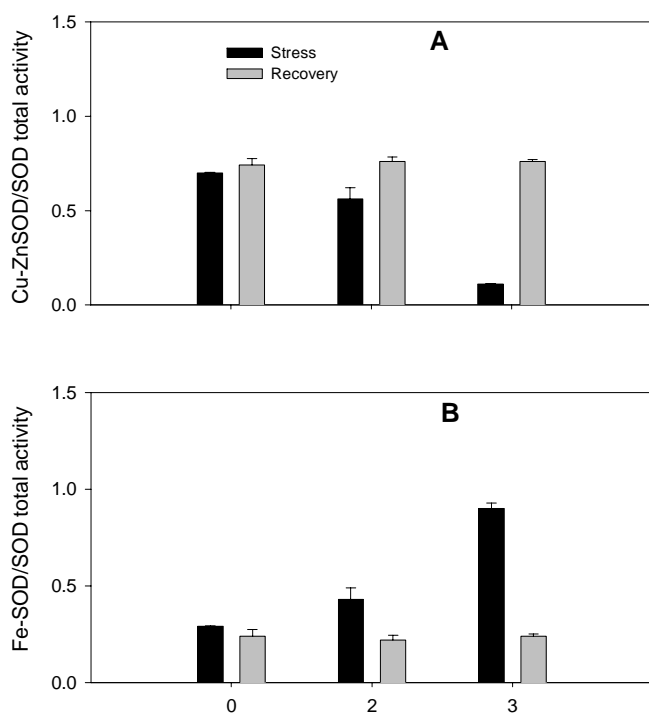 1.5
A
Stress
Recovery
1.0
0.5
0.0
Cu-ZnSOD/SOD total activity
1.5
B
1.0
0.5
0.0
Fe-SOD/SOD total activity
0 2 3